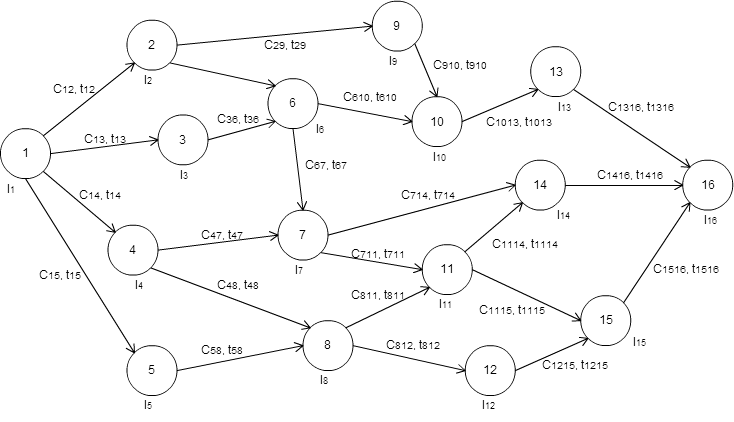 9
2
C29, t29
I9
I2
C910, t910
13
C12, t12
6
C610, t610
I13
C1316, t1316
C36, t36
10
C1013, t1013
I6
C13, t13
3
1
I10
I3
C67, t67
I1
C1416, t1416
14
16
C14, t14
C714, t714
I14
I16
C47, t47
7
4
C711, t711
C1114, t1114
I7
11
C1516, t1516
C15, t15
I4
C48, t48
C811, t811
I11
C1115, t1115
15
8
C812, t812
I15
C58, t58
5
12
C1215, t1215
I8
I5
I12